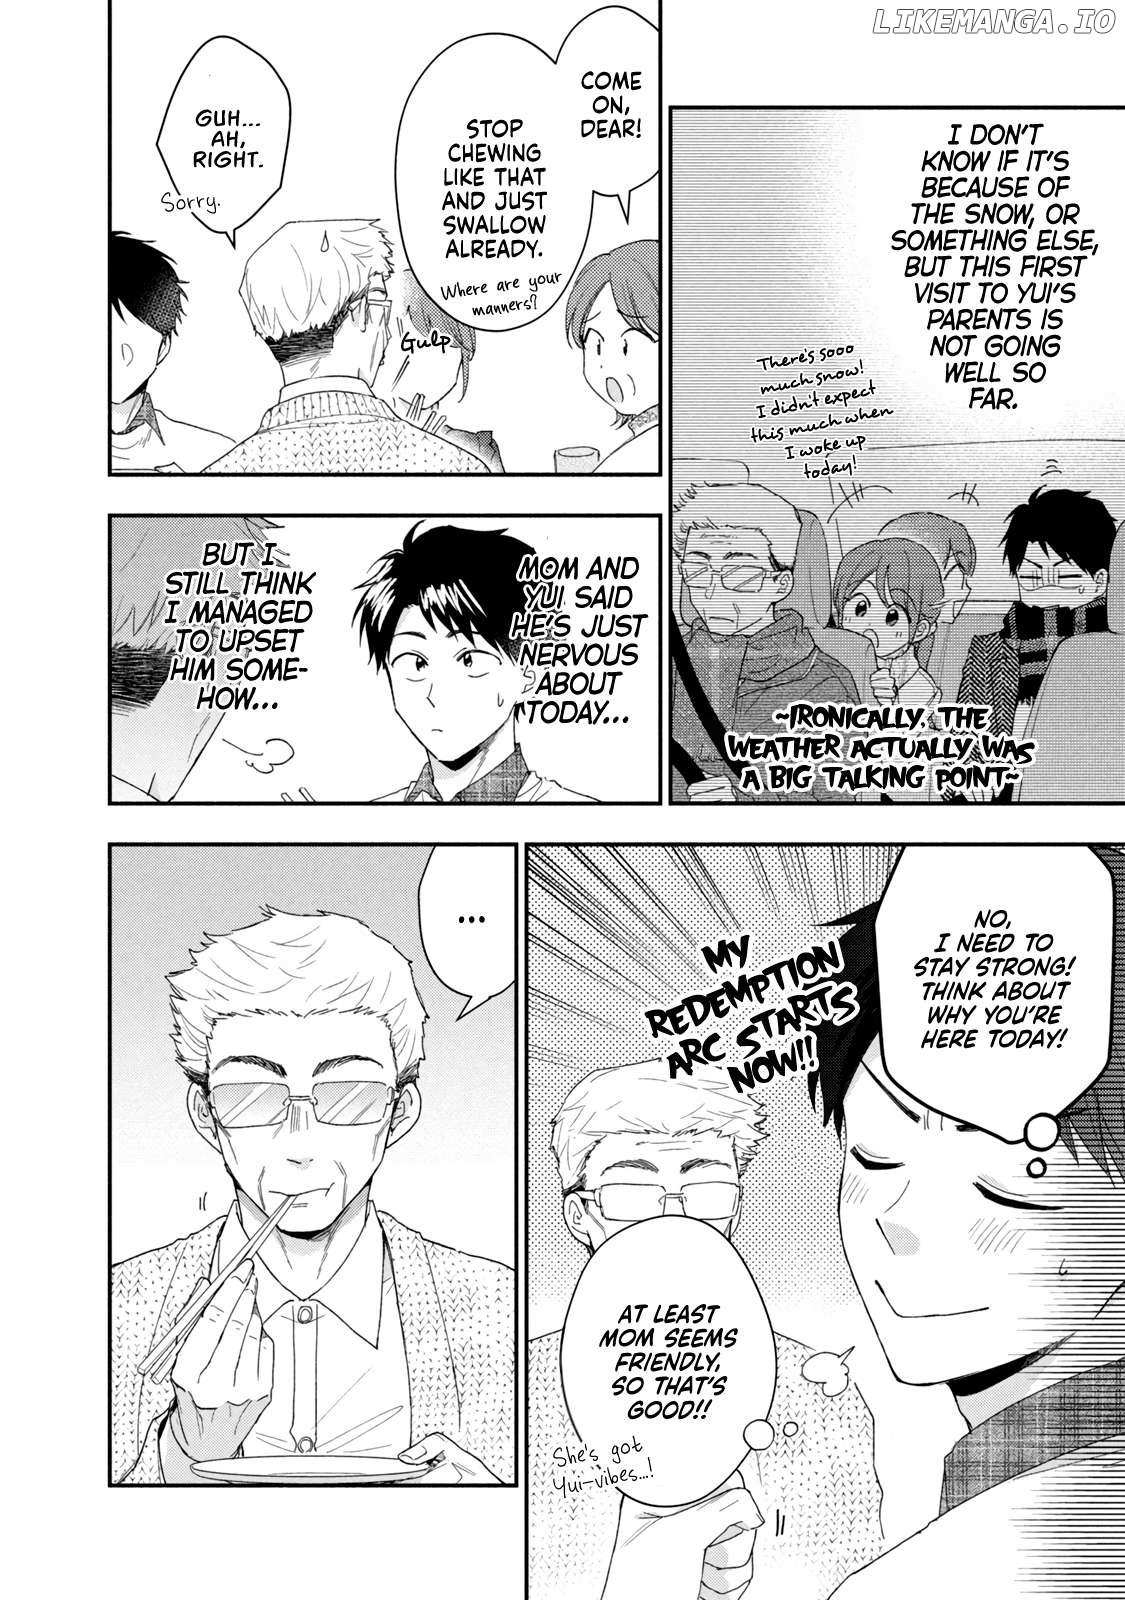 LIKEMANGA.IO
I DON'T
KNOW IF IT'S
BECAUSE OF
THE SNOW, OR
SOMETHING ELSE,
BUT THIS FIRST
VISIT TO YUI'S
PARENTS IS
NOT GOING
WELL SO
FAR.
There's sooo
much snow!
I didn't expect
this much when
I woke up
today!
~IRONICALLY, THE
WEATHER ACTUALLY WAS
A BIG TALKING POINT~
COME
ON,
DEAR!
STOP
CHEWING
LIKE THAT
AND JUST
SWALLOW
ALREADY.
Where are your
manners?
Gulp
GUH...
AH,
RIGHT.
Sorry.
MOM AND
YUI SAID
HE'S JUST
NERVOUS
ABOUT
TODAY...
BUT I
STILL THINK
I MANAGED
TO UPSET
HIM SOME-
HOW...
NO,
I NEED TO
STAY STRONG!
THINK ABOUT
WHY YOU'RE
HERE TODAY!
MY
REDEMPTION
ARC STARTS
NOW!!
AT LEAST
MOM SEEMS
FRIENDLY,
SO THAT'S
GOOD!!
She's got
Yui-vibes...!
...